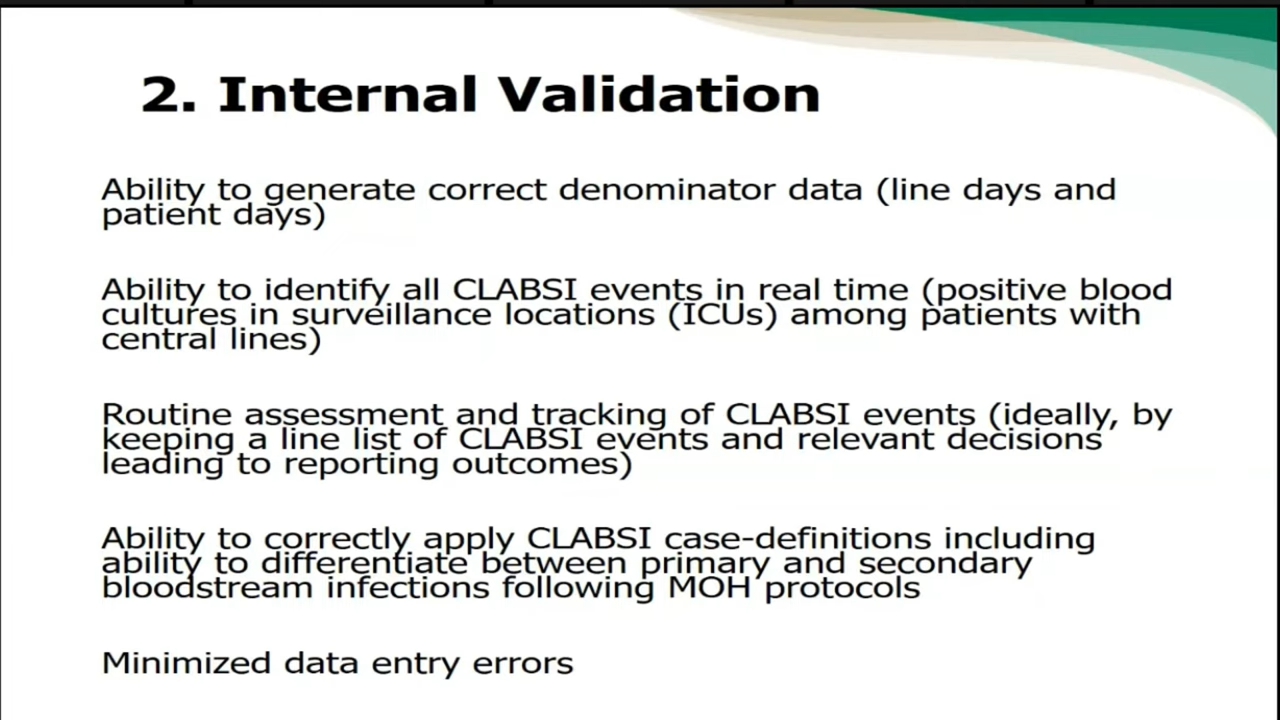 2. Internal Validation
Ability to generate correct denominator data (line days and
patient days)
Ability to identify all CLABSI events in real time (positive blood
cultures in surveillance locations (ICUs) among patients with
central lines)
Routine assessment and tracking of CLABSI events (ideally, by
keeping a line list of CLABSI events and relevant decisions
leading to reporting outcomes)
Ability to correctly apply CLABSI case-definitions including
ability to differentiate between primary and secondary
bloodstream infections following MOH protocols
Minimized data entry errors